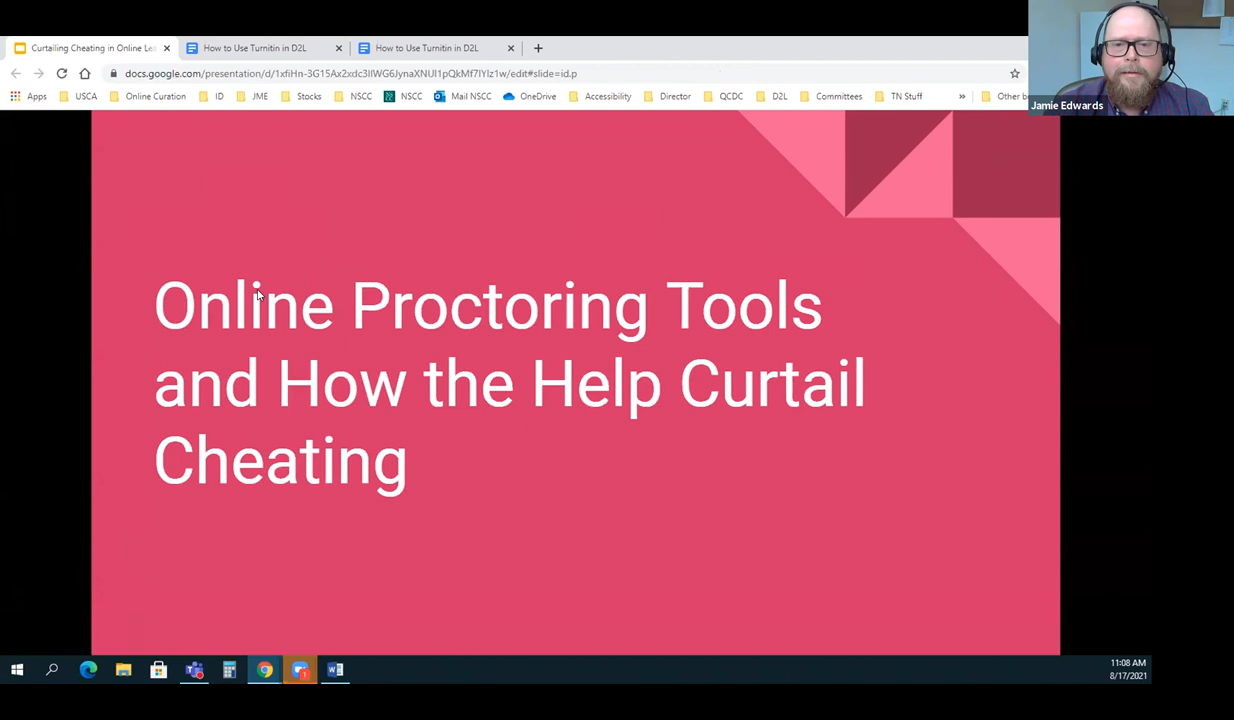 Curtailing Cheating in Online Lea
How to Use Turnitin in D2L
How to Use Turnitin in D2L
Apps USCA Online Curation ID JME Stocks NSCC NSCC Mail NSCC OneDrive Accessibility Director QCDC D2L Committees TN Stuff » Other b
Jamie Edwards
Online Proctoring Tools
and How the Help Curtail
Cheating
11:08 AM
8/17/2021